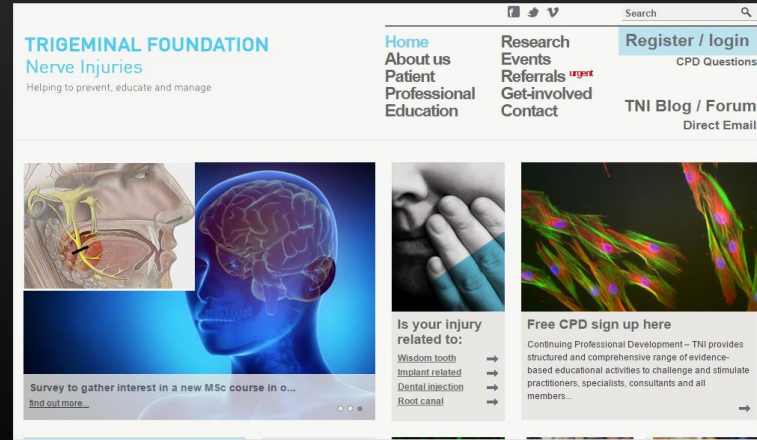 Search
TRIGEMINAL FOUNDATION
Nerve Injuries
Helping to prevent, educate and manage
Home
About us
Patient
Professional
Education
Research
Events
Referrals urgent
Get-involved
Contact
Register / login
CPD Questions
TNI Blog / Forum
Direct Email
Survey to gather interest in a new MSc course in o...
find out more...
Is your injury
related to:
Wisdom tooth
Implant related
Dental injection
Root canal
Free CPD sign up here
Continuing Professional Development – TNI provides
structured and comprehensive range of evidence-
based educational activities to challenge and stimulate
practitioners, specialists, consultants and all
members...